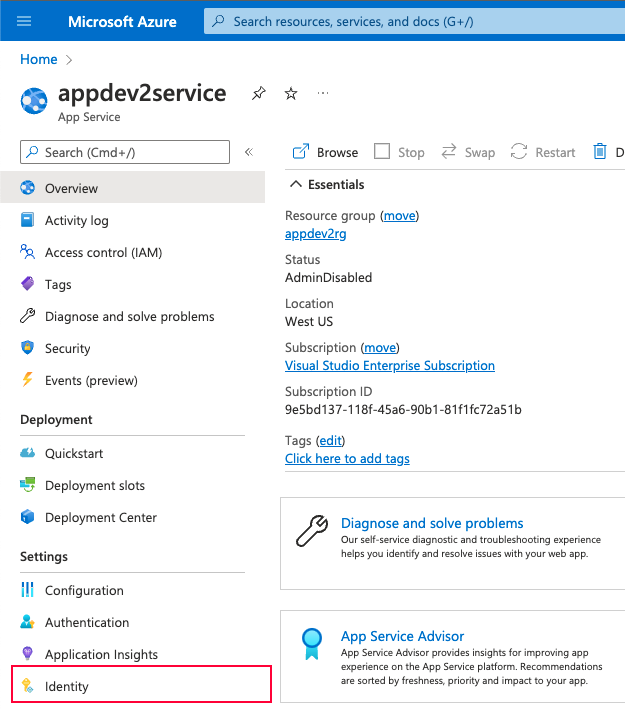 Microsoft Azure
Search resources, services, and docs (G+/)
Home
appdev2service
App Service
Search (Cmd+/)
Overview
Activity log
Access control (IAM)
Tags
Diagnose and solve problems
Security
Events (preview)
Deployment
Quickstart
Deployment slots
Deployment Center
Settings
Configuration
Authentication
Application Insights
Identity
Browse Stop Swap Restart D
Essentials
Resource group (move)
appdev2rg
Status
AdminDisabled
Location
West US
Subscription (move)
Visual Studio Enterprise Subscription
Subscription ID
9e5bd137-118f-45a6-90b1-81f1fc72a51b
Tags (edit)
Click here to add tags
Diagnose and solve problems
Our self-service diagnostic and troubleshooting experience
helps you identify and resolve issues with your web app.
App Service Advisor
App Service Advisor provides insights for improving app
experience on the App Service platform. Recommendations
are sorted by freshness, priority and impact to your app.